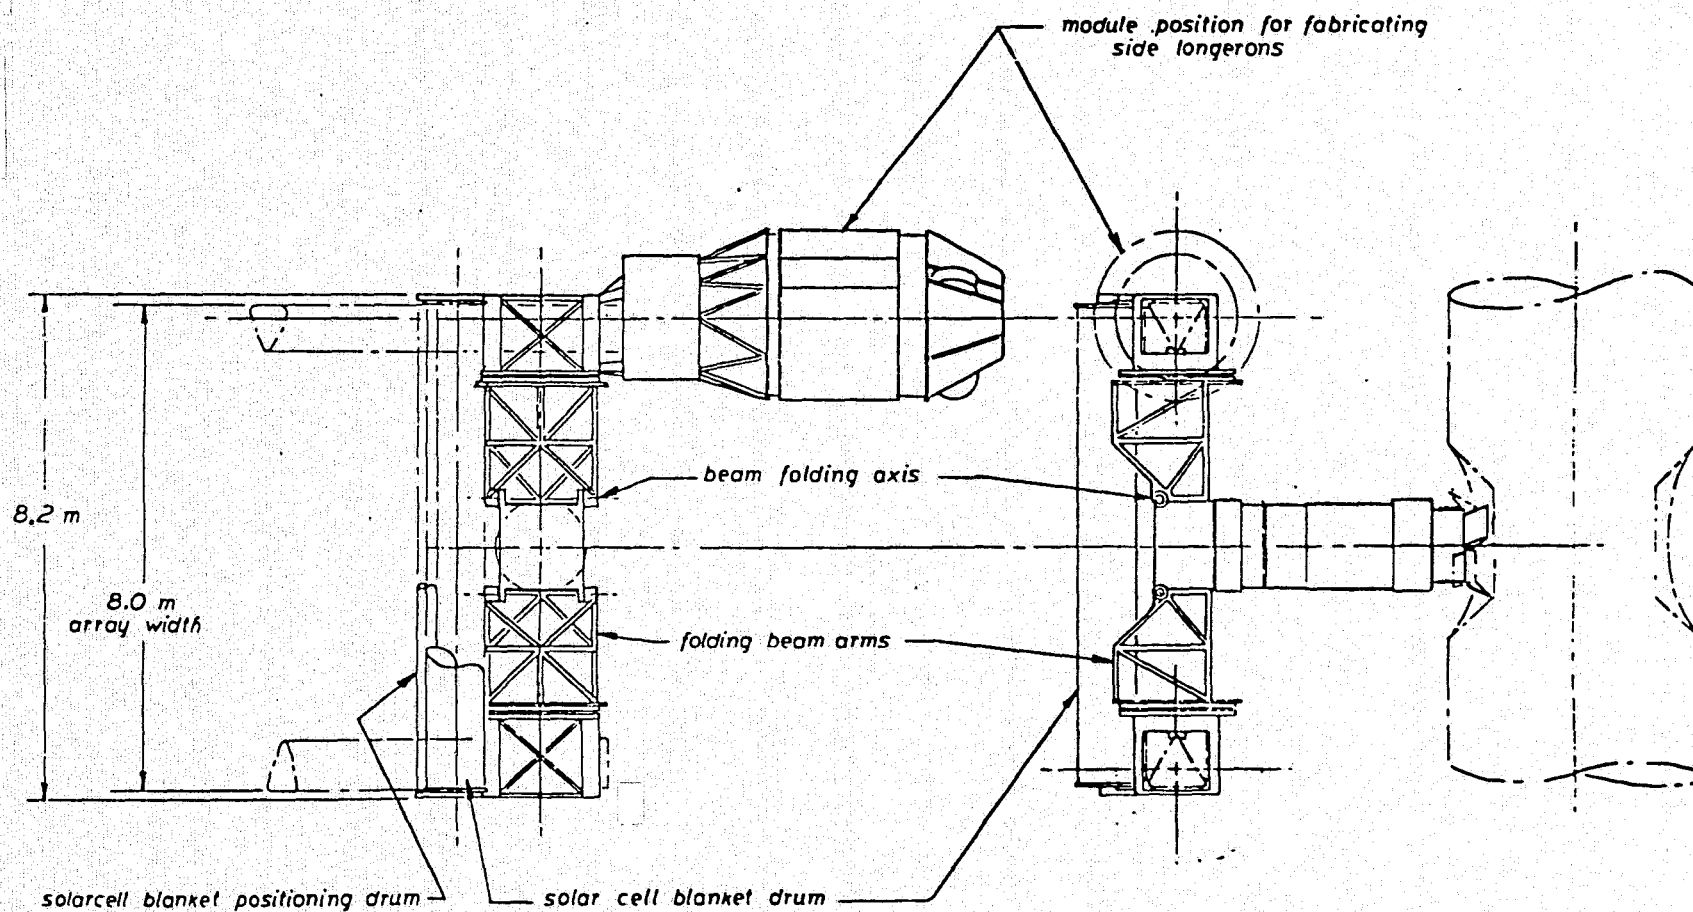 module position for fabricating
side longerons
beam folding axis
8.2 m
8.0 m
array width
folding beam arms
solarcell blanket positioning drum
solar cell blanket drum